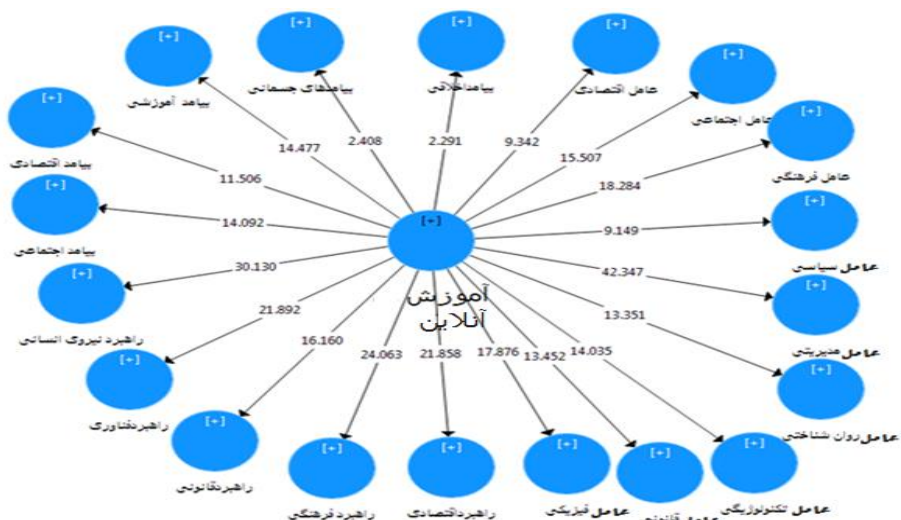 [+]
پیامد آموزشی
[+]
پیامدهای جسمانی
[+]
پیامداخلاقی
[+]
عامل اقتصادی
[+]
عامل اجتماعی
[+]
عامل فرهنگی
[+]
عامل سیاسی
[+]
عامل مدیریتی
[+]
عامل روان شناختی
[+]
عامل تکنولوژیگی
[+]
عامل قانونی
[+]
عامل فیزیکی
[+]
راهبرداقتصادی
[+]
راهبرد فرهنگی
[+]
راهبردقانونی
[+]
راهبردفناوری
[+]
راهبرد نیروی انسانی
[+]
پیامد اجتماعی
[+]
پیامد اقتصادی
[+]
آموزش
آنلاین
14.477
2.408
2.291
9.342
15.507
18.284
9.149
42.347
13.351
14.035
13.452
17.876
21.858
24.063
16.160
21.892
30.130
14.092
11.506